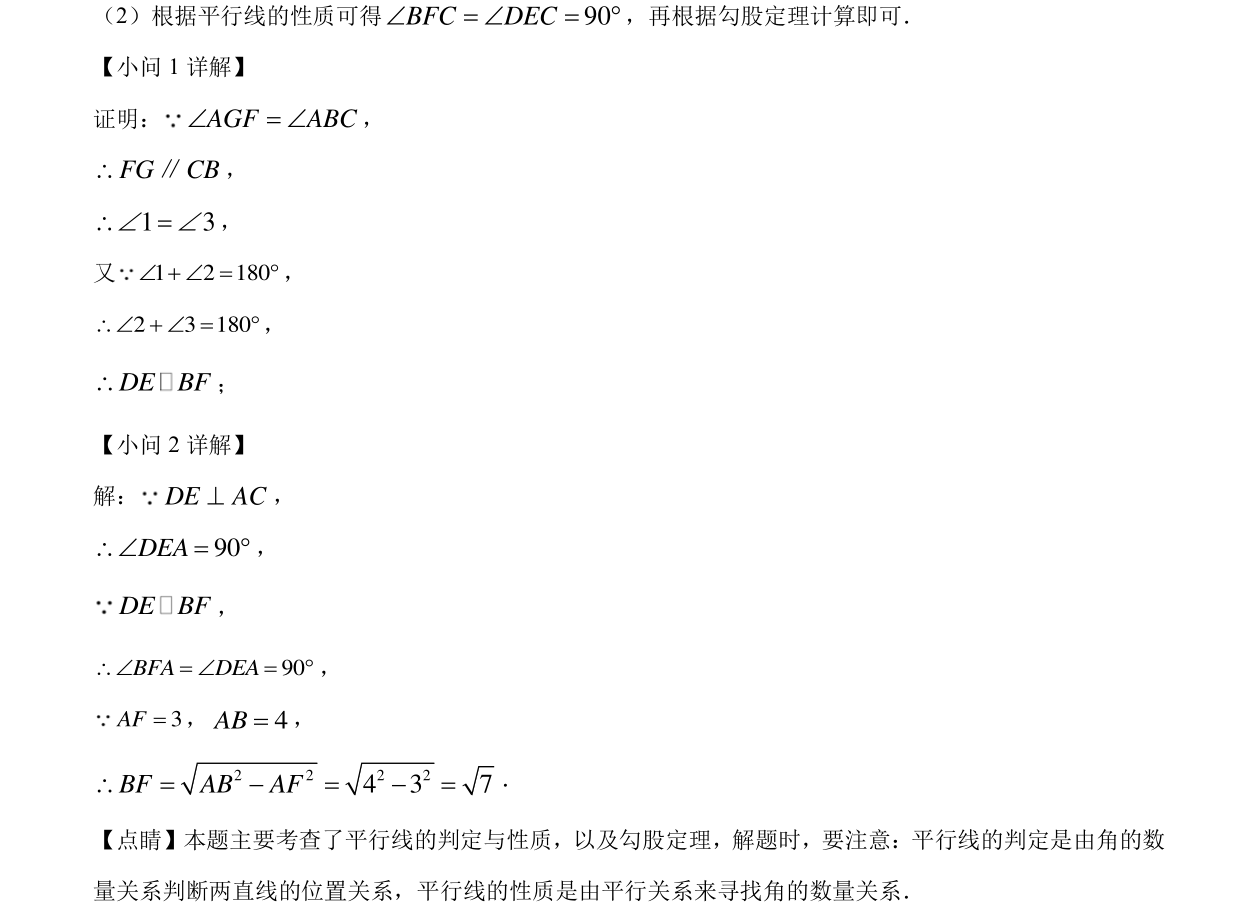 （2）根据平行线的性质可得∠BFC=∠DEC=90°，再根据勾股定理计算即可．
【小问 1 详解】
证明：∵∠AGF=∠ABC，
∴FG∥CB，
∴∠1=∠3，
又∵∠1+∠2=180°，
∴∠2+∠3=180°，
∴DE□BF；
【小问 2 详解】
解：∵DE⊥AC，
∴∠DEA=90°，
∵DE□BF，
∴∠BFA=∠DEA=90°，
∵AF=3，AB=4，
∴BF=√(AB²−AF²)=√(4²−3²)=√7．
【点睛】本题主要考查了平行线的判定与性质，以及勾股定理，解题时，要注意：平行线的判定是由角的数
量关系判断两直线的位置关系，平行线的性质是由平行关系来寻找角的数量关系．